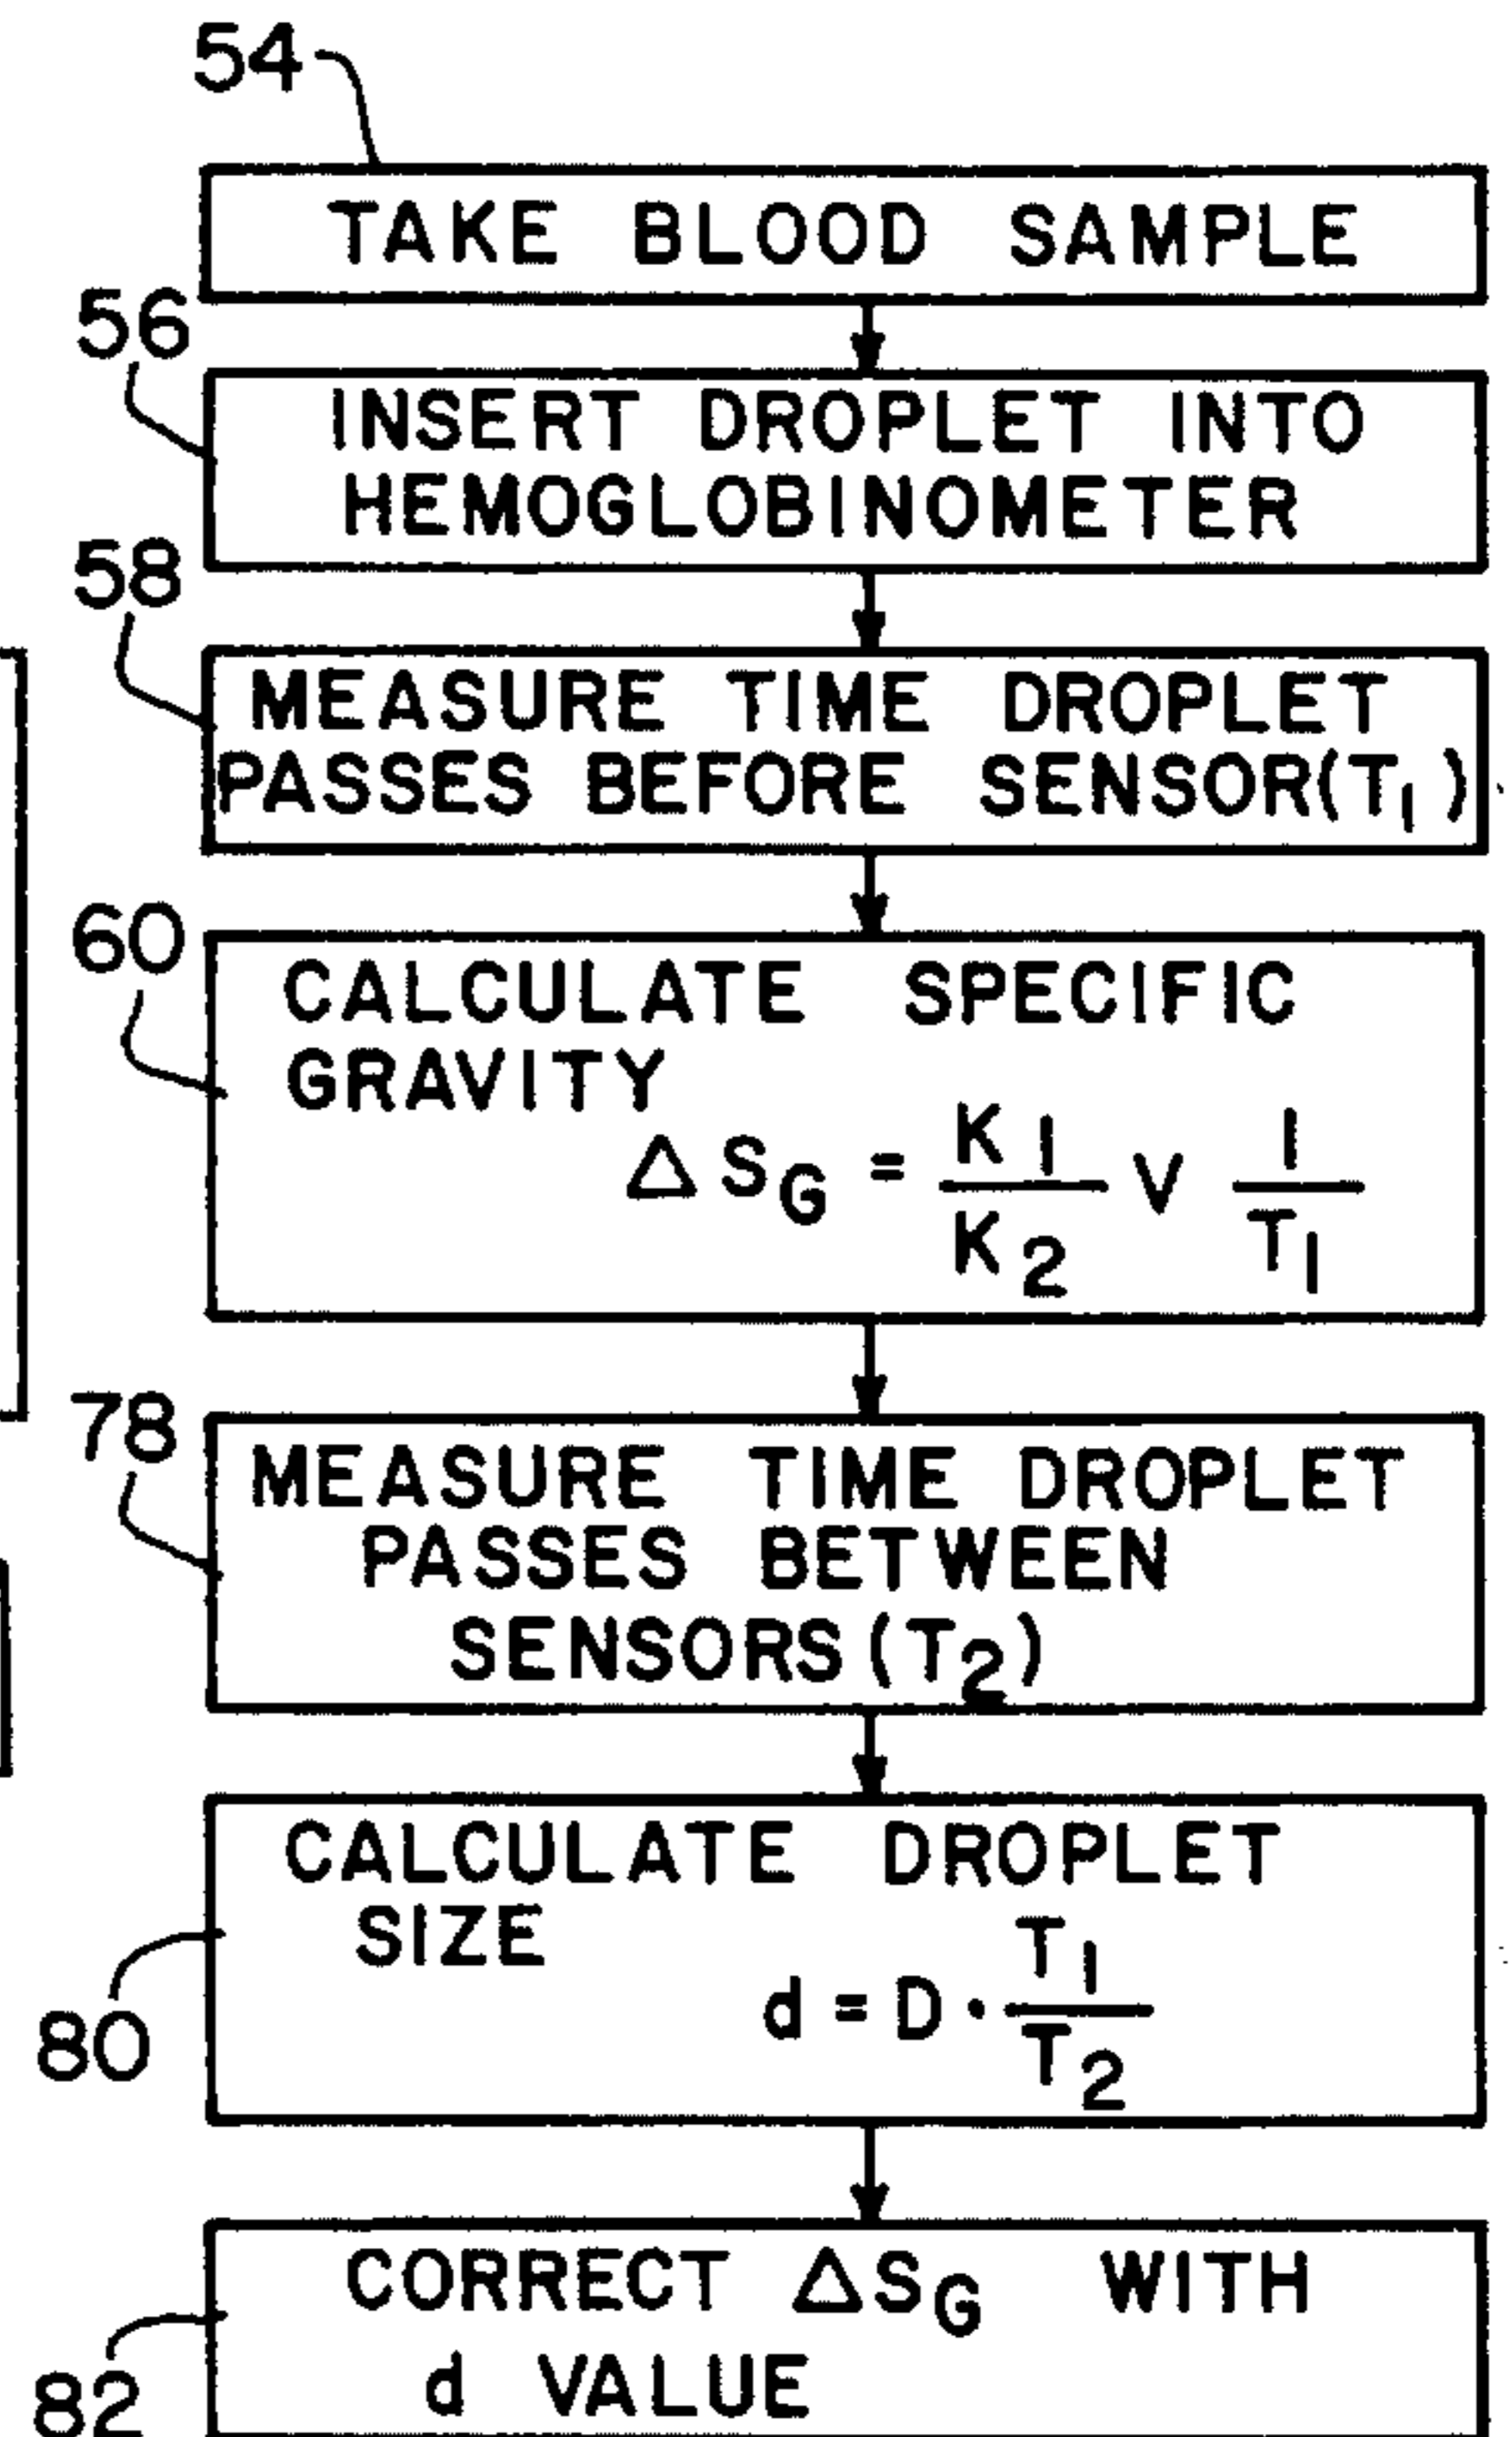 54
TAKE BLOOD SAMPLE
56
INSERT DROPLET INTO
HEMOGLOBINOMETER
58
MEASURE TIME DROPLET
PASSES BEFORE SENSOR(T₁)
60
CALCULATE SPECIFIC
GRAVITY
ΔS_G = K₁/K₂ V 1/T₁
78
MEASURE TIME DROPLET
PASSES BETWEEN
SENSORS(T₂)
CALCULATE DROPLET
SIZE
d = D · T₁/T₂
80
CORRECT ΔS_G WITH
d VALUE
82